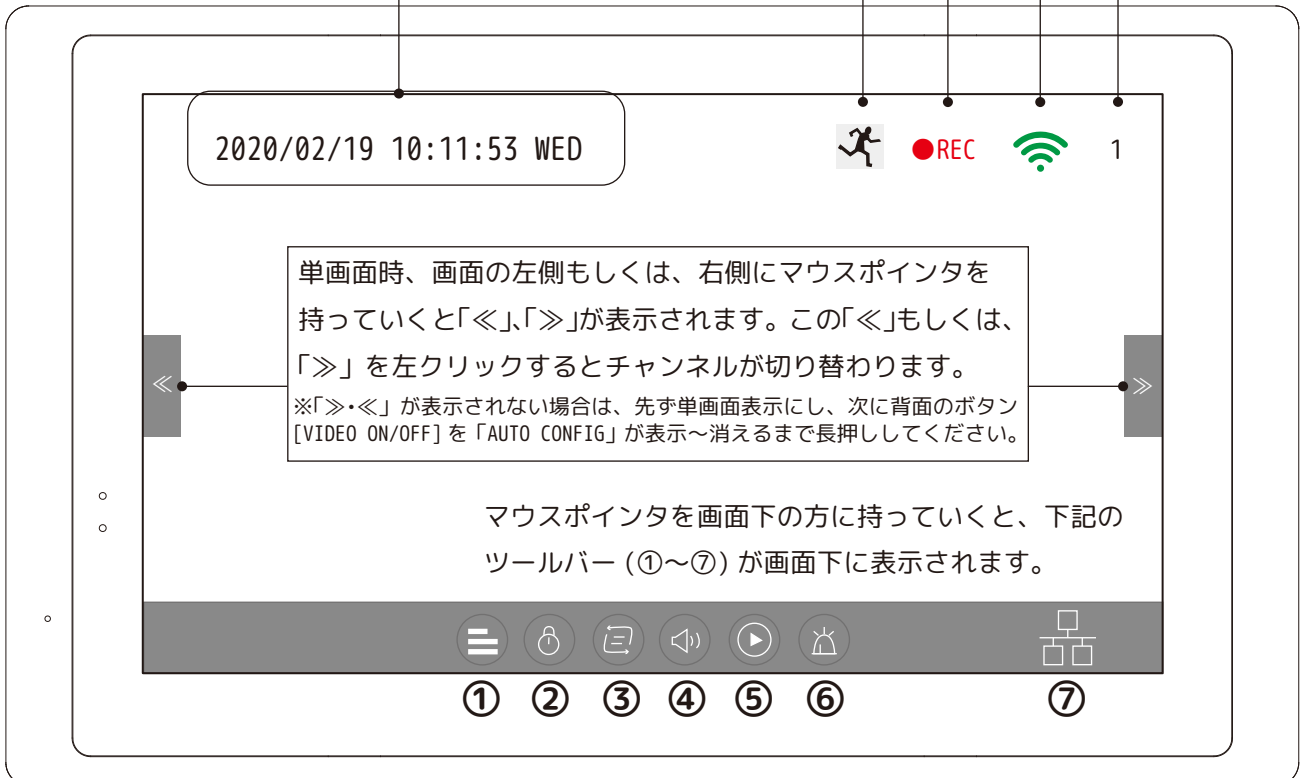 2020/02/19 10:11:53 WED
●REC
1
単画面時、画面の左側もしくは、右側にマウスポインタを
持っていくと「≪」、「≫」が表示されます。この「≪」もしくは、
「≫」を左クリックするとチャンネルが切り替わります。
※「≫・≪」が表示されない場合は、先ず単画面表示にし、次に背面のボタン
[VIDEO ON/OFF] を「AUTO CONFIG」が表示～消えるまで長押ししてください。
≪
≫
マウスポインタを画面下の方に持っていくと、下記の
ツールバー (①～⑦) が画面下に表示されます。
① ② ③ ④ ⑤ ⑥ ⑦